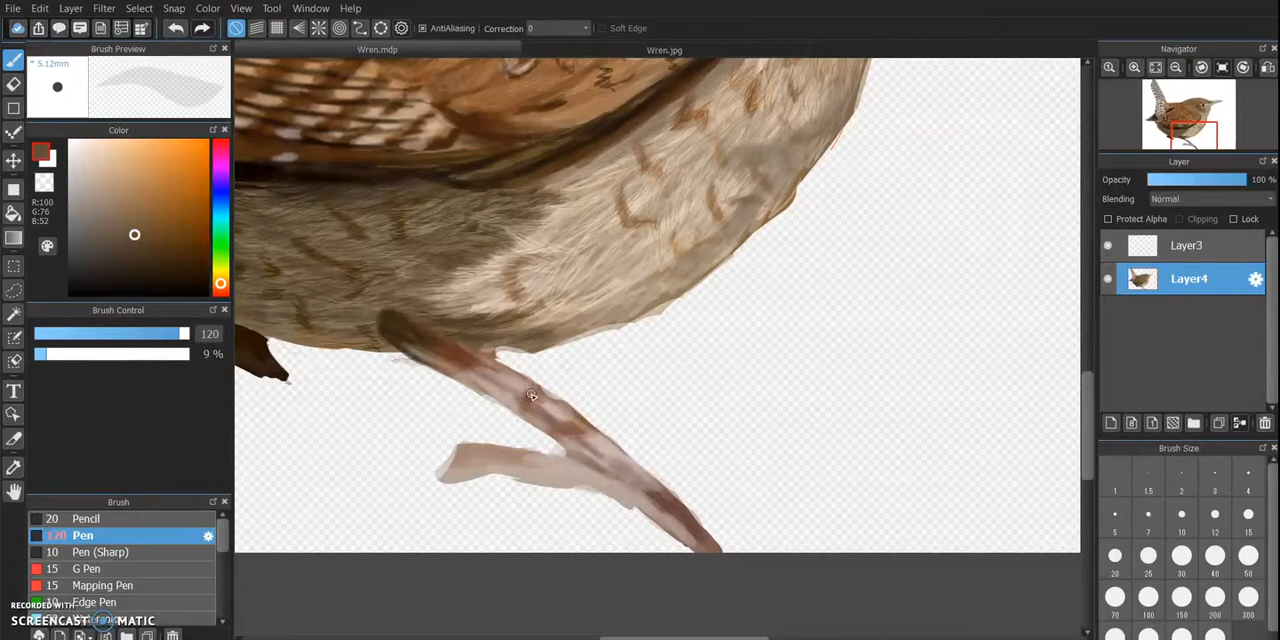 File Edit Layer Filter Select Snap Color View Tool Window Help
AntiAliasing Correction 0 Soft Edge
Brush Preview
Wren.mdp Wren.jpg
Navigator
* 5.12mm
Color
Layer
Opacity 100 %
Blending Normal
Protect Alpha Clipping Lock
R:100
G:76
B:52
Layer3
Layer4
Brush Control
120
9 %
Brush
20 Pencil
120 Pen
10 Pen (Sharp)
15 G Pen
15 Mapping Pen
10 Edge Pen
Brush Size
1 1.5 2 3 4
5 7 10 12 15
20 25 30 40 50
70 100 150 200 300
RECORDED WITH
SCREENCAST MATIC